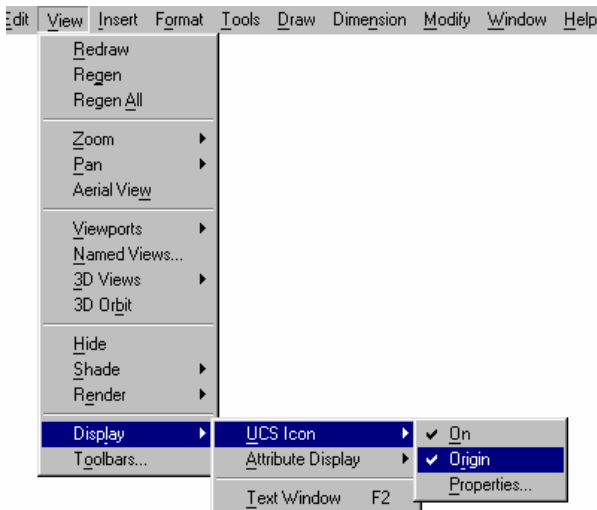 Edit View Insert Format Tools Draw Dimension Modify Window Help
Redraw
Regen
Regen All
Zoom
Pan
Aerial View
Viewports
Named Views...
3D Views
3D Orbit
Hide
Shade
Render
Display
Toolbars...
UCS Icon
Attribute Display
Text Window F2
On
Origin
Properties...